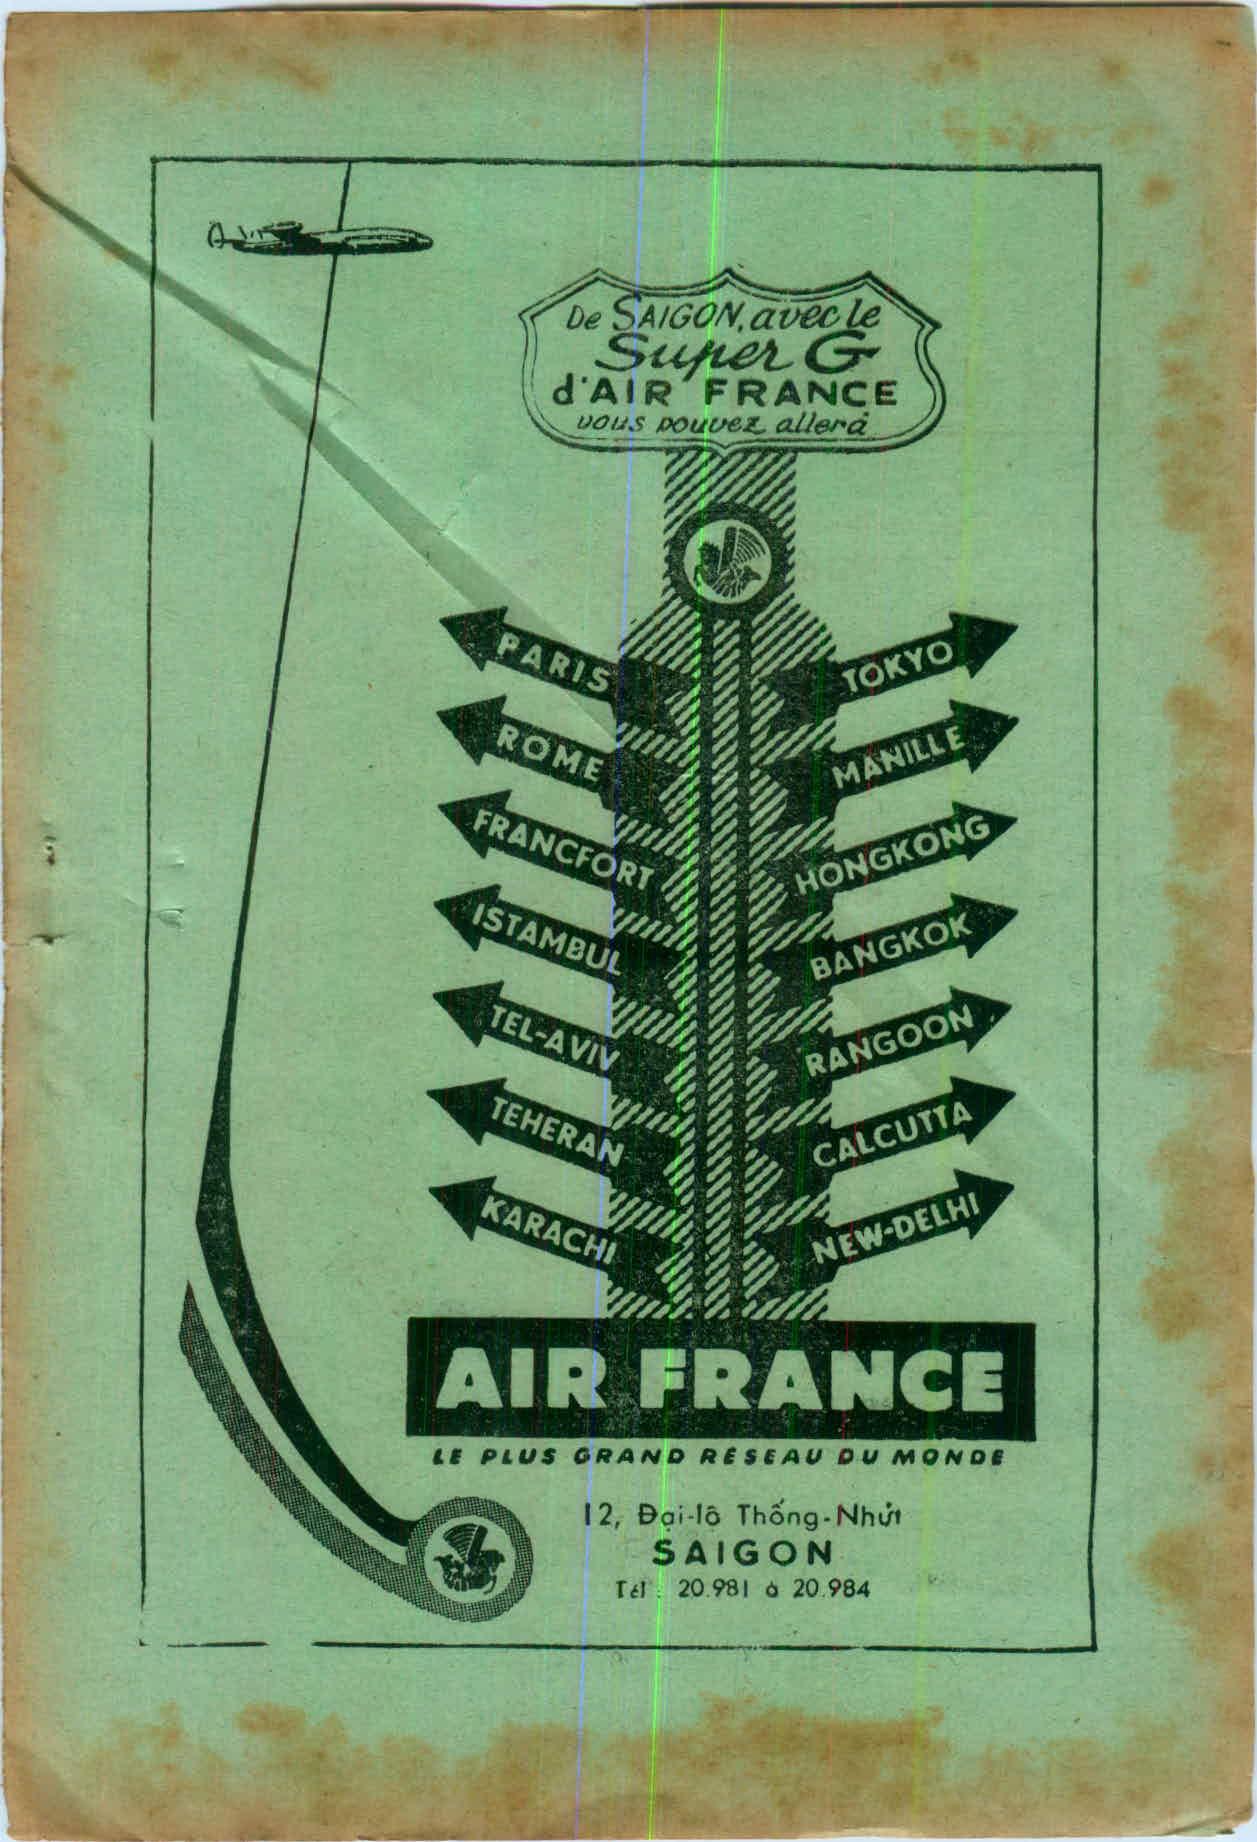 De SAIGON, avec le
Super G
d'AIR FRANCE
vous pouvez aller à
PARIS
ROME
FRANCFORT
ISTAMBUL
TEL-AVIV
TEHERAN
KARACHI
TOKYO
MANILLE
HONGKONG
BANGKOK
RANGOON
CALCUTTA
NEW-DELHI
AIR FRANCE
LE PLUS GRAND RÉSEAU DU MONDE
12, Đại-lộ Thống-Nhứt
SAIGON
Tél : 20.981 à 20.984